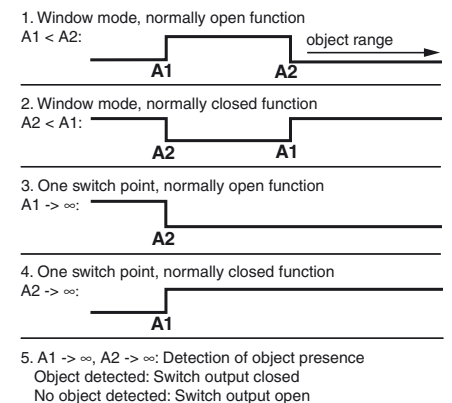 1. Window mode, normally open function
A1 < A2:
object range
A1
A2
2. Window mode, normally closed function
A2 < A1:
A2
A1
3. One switch point, normally open function
A1 -> ∞:
A2
4. One switch point, normally closed function
A2 -> ∞:
A1
5. A1 -> ∞, A2 -> ∞: Detection of object presence
Object detected: Switch output closed
No object detected: Switch output open